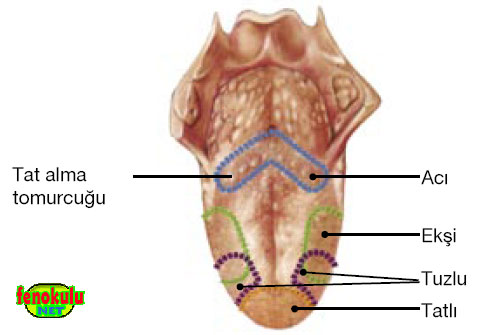 Tat alma
tomurcuğu
Acı
Ekşi
Tuzlu
Tatlı
fenokulu
NET